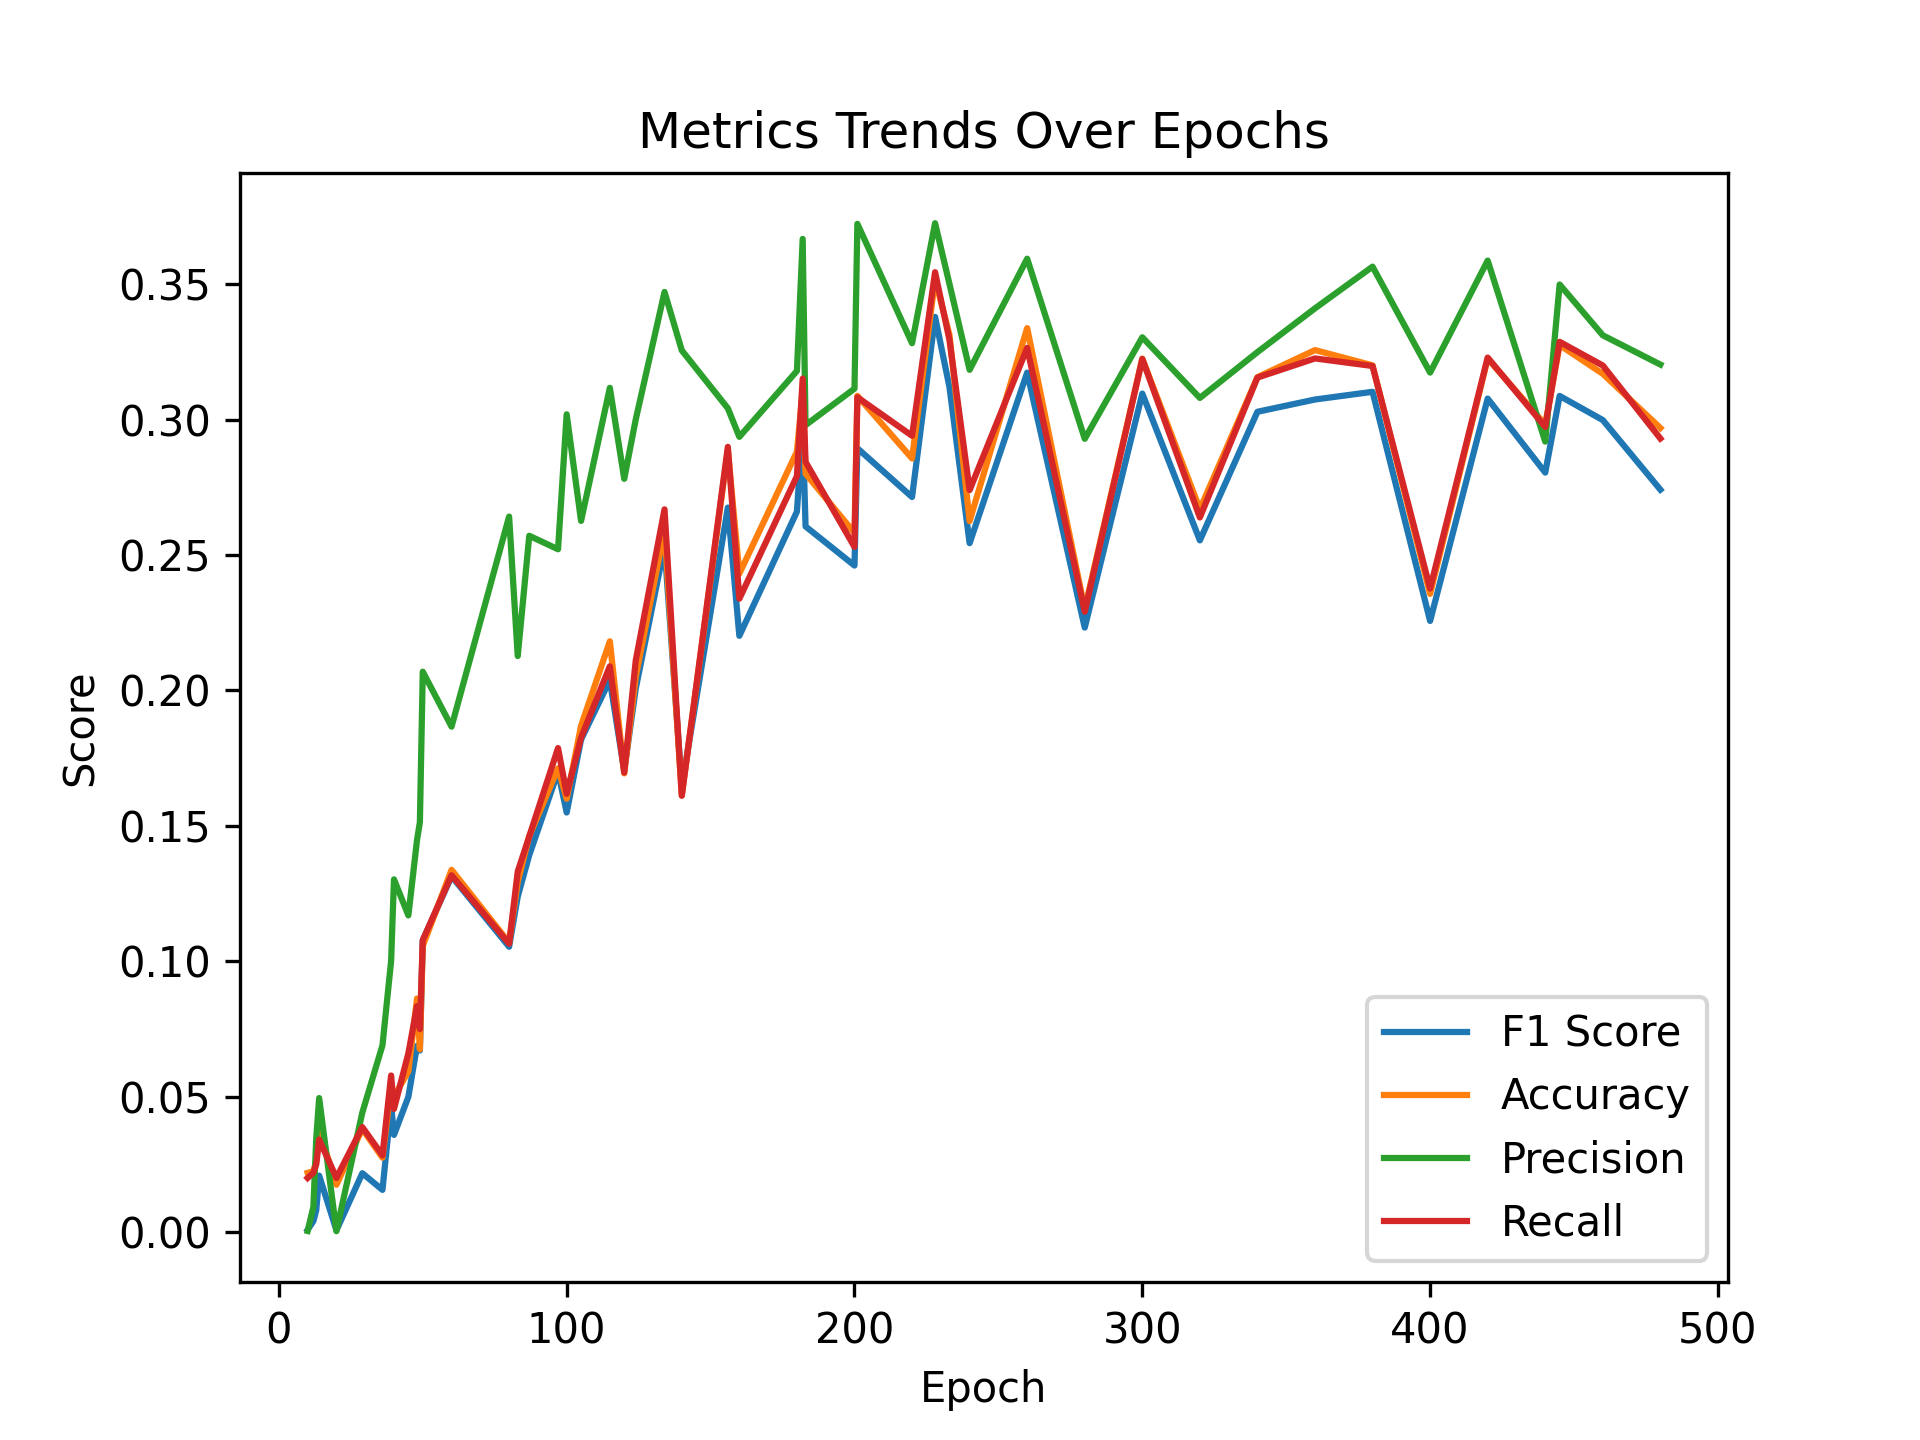 Metrics Trends Over Epochs
Score
0.35
0.30
0.25
0.20
0.15
0.10
0.05
0.00
0 100 200 300 400 500
Epoch
F1 Score
Accuracy
Precision
Recall